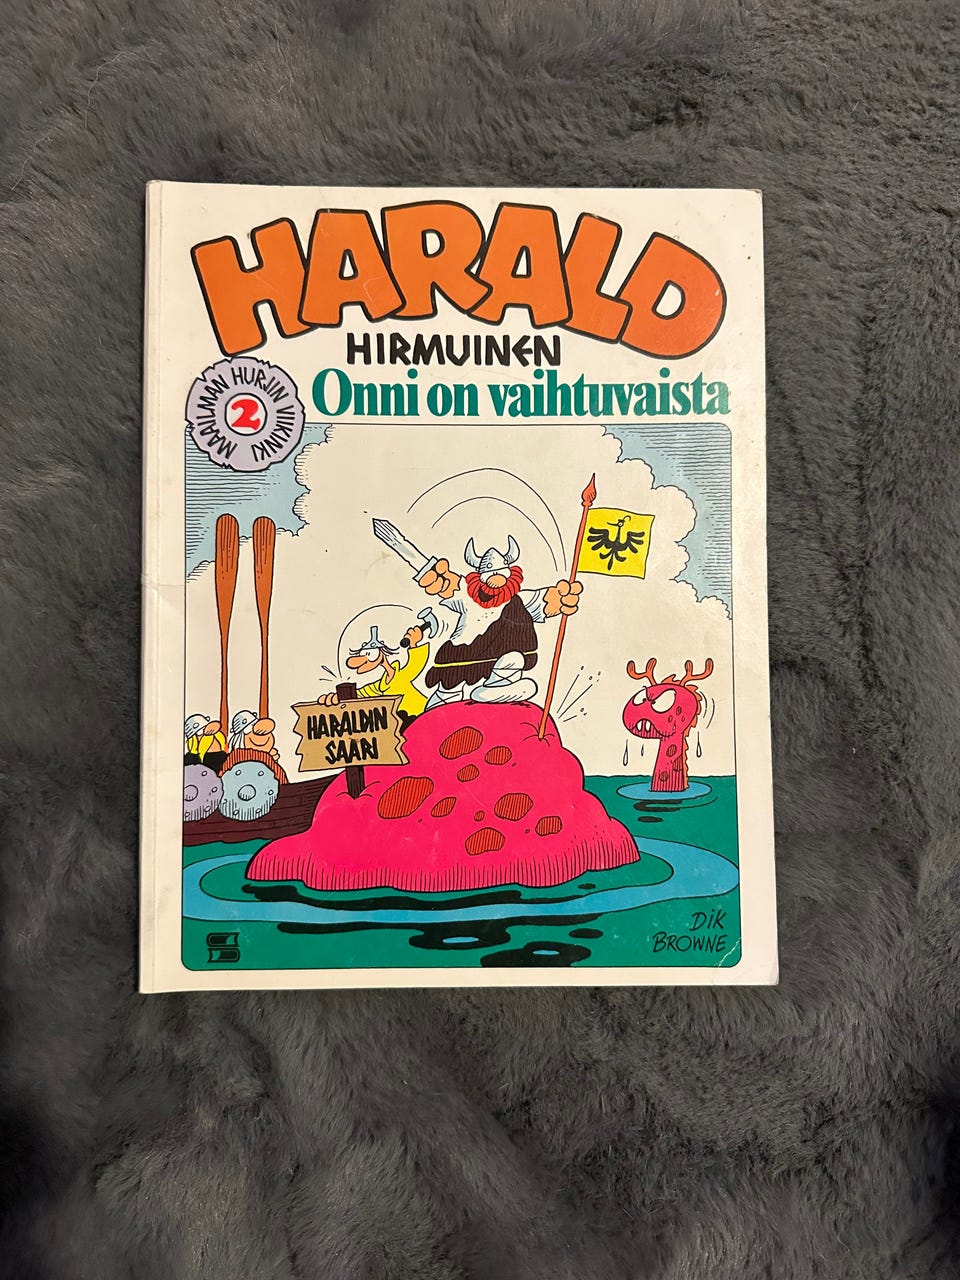 HARALD
HIRMUINEN
Onni on vaihtuvaista
MAAILMAN HURJIN VIIKINKI
2
HARALDIN
SAARI
DIK
BROWNE